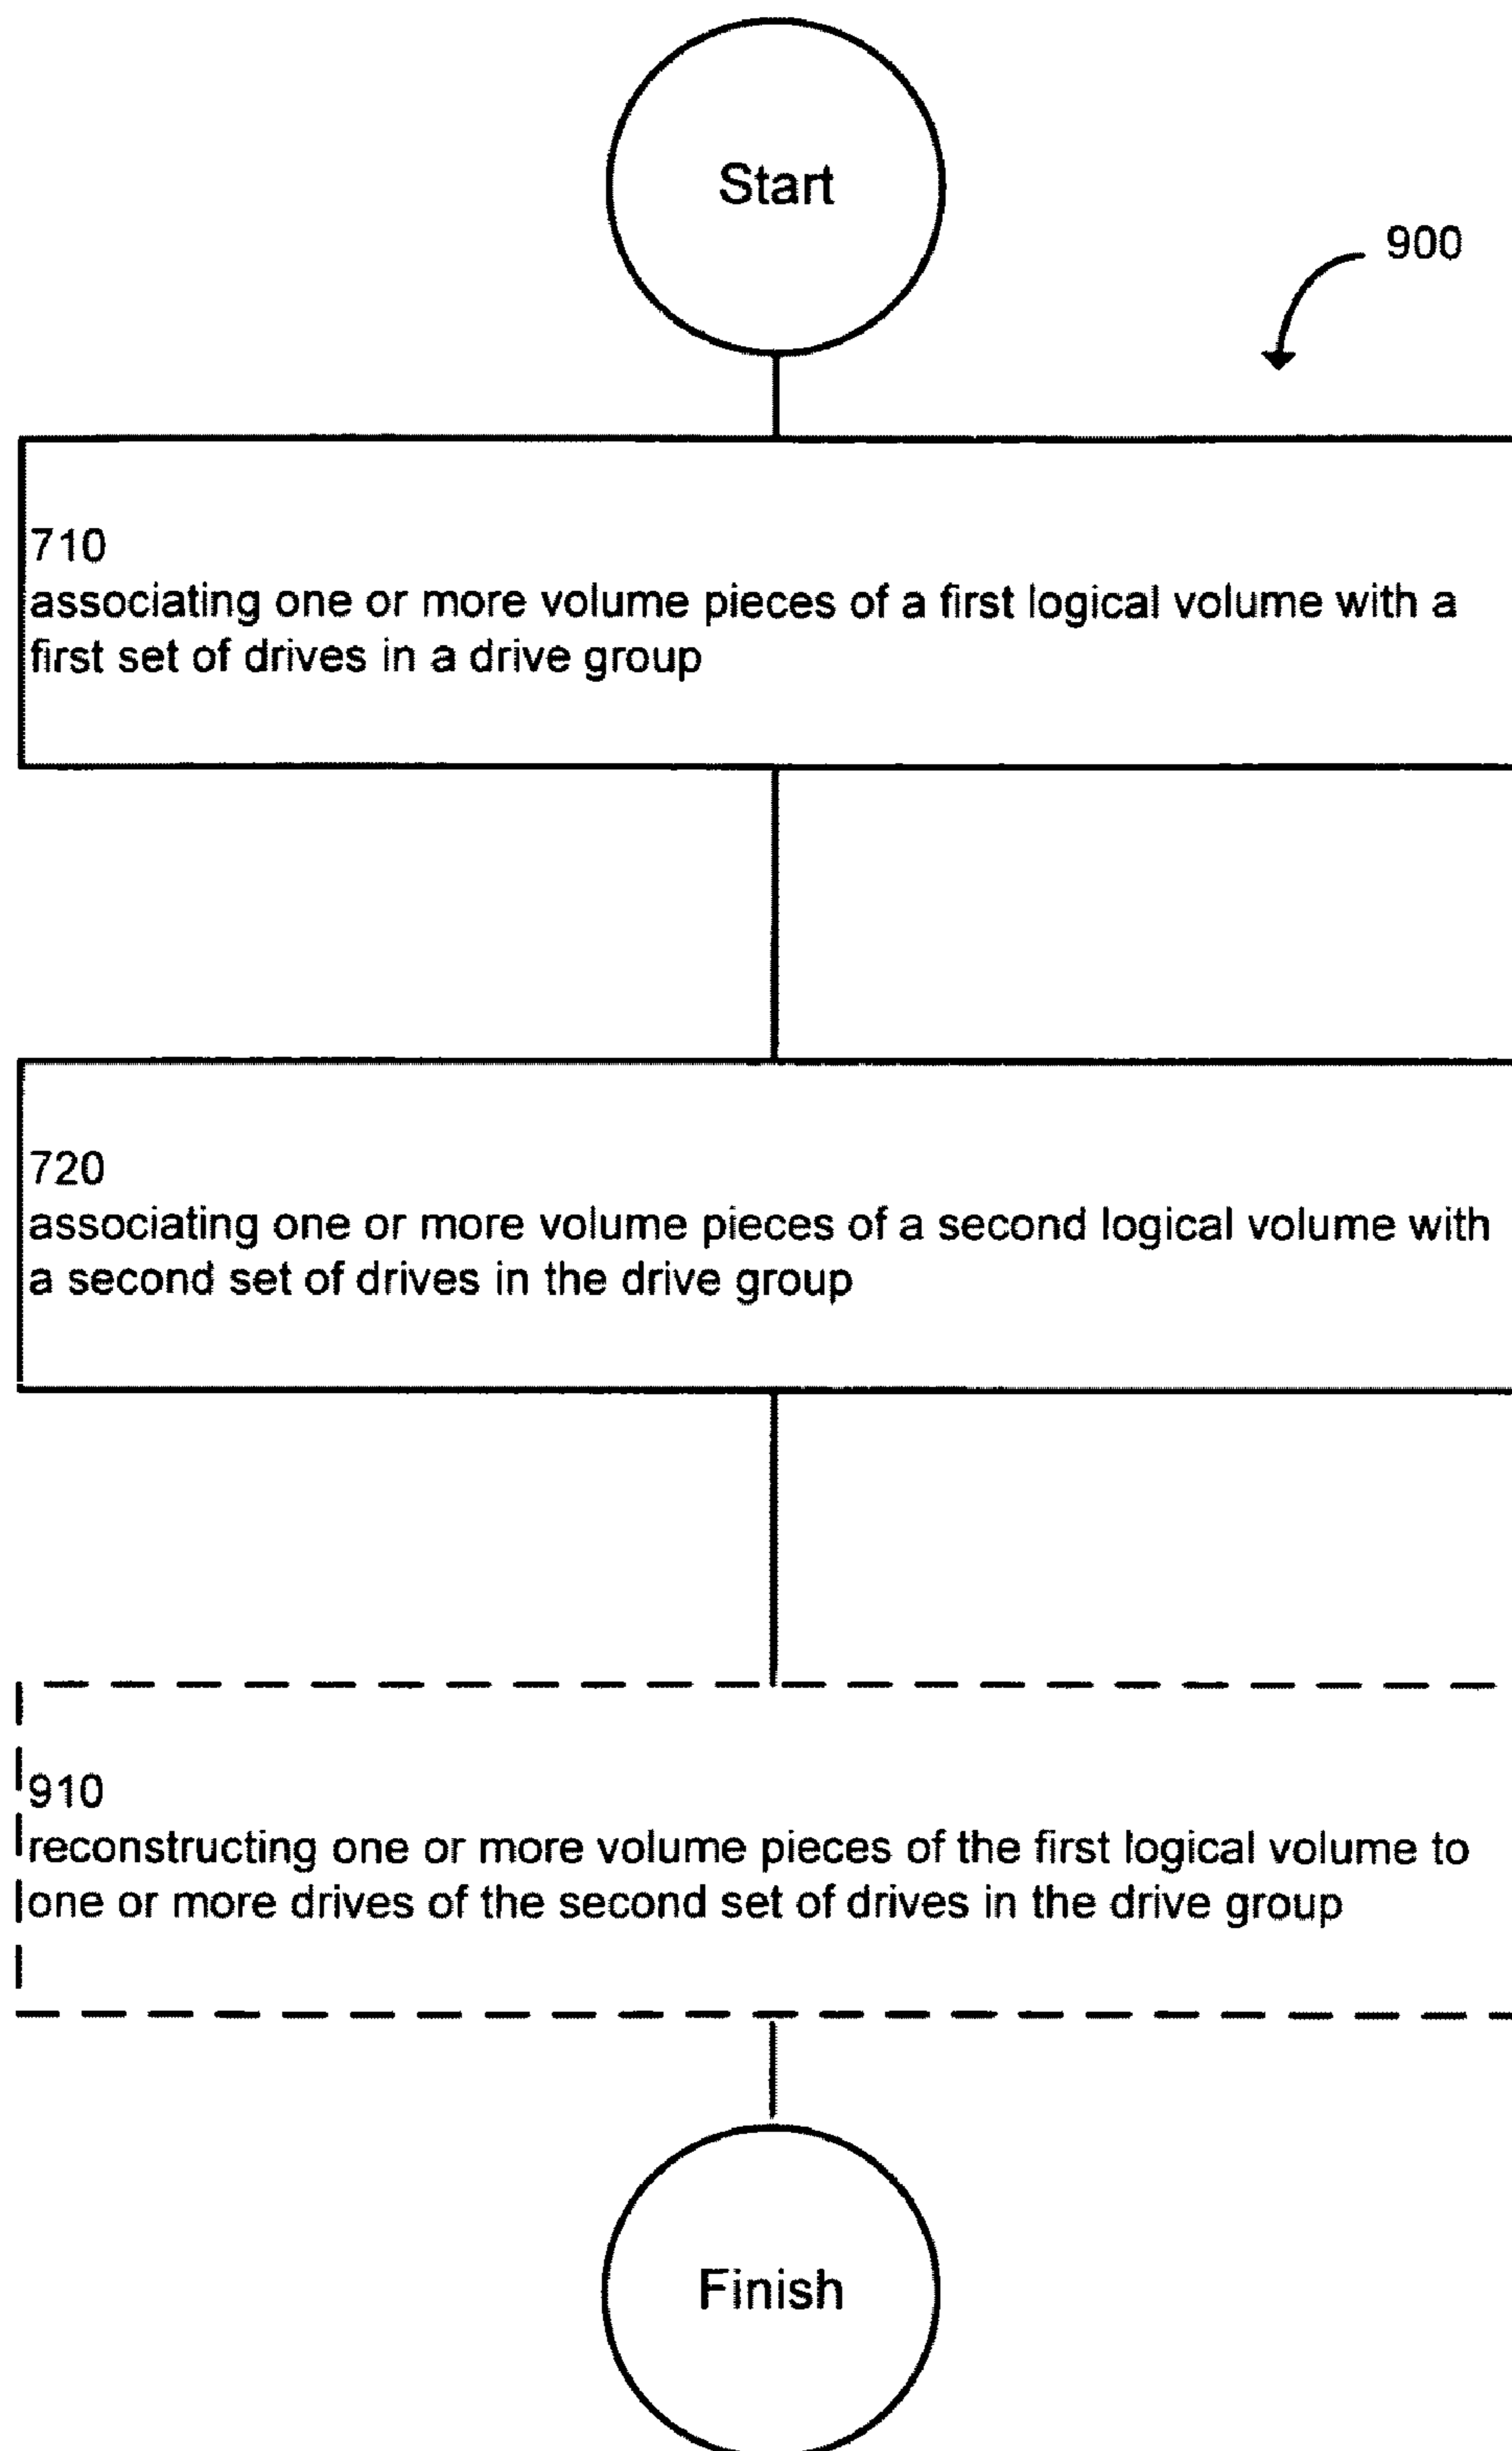 Start
900
710
associating one or more volume pieces of a first logical volume with a
first set of drives in a drive group
720
associating one or more volume pieces of a second logical volume with
a second set of drives in the drive group
910
reconstructing one or more volume pieces of the first logical volume to
one or more drives of the second set of drives in the drive group
Finish